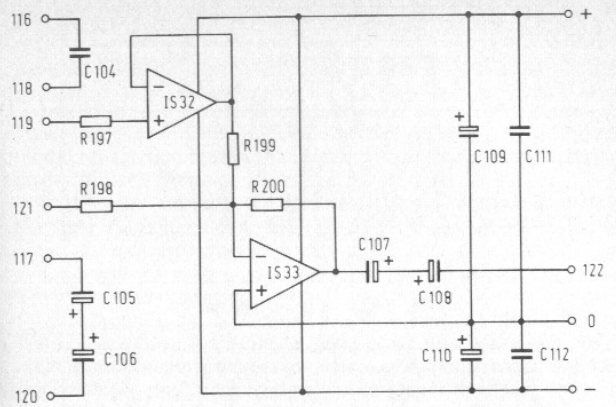 116
C104
118
119
R197
−
+
IS32
R199
R198
121
R200
117
+
C105
+
C106
120
−
+
IS33
C107
+
+
C108
122
0
+
C109
C111
+
C110
C112
+
−